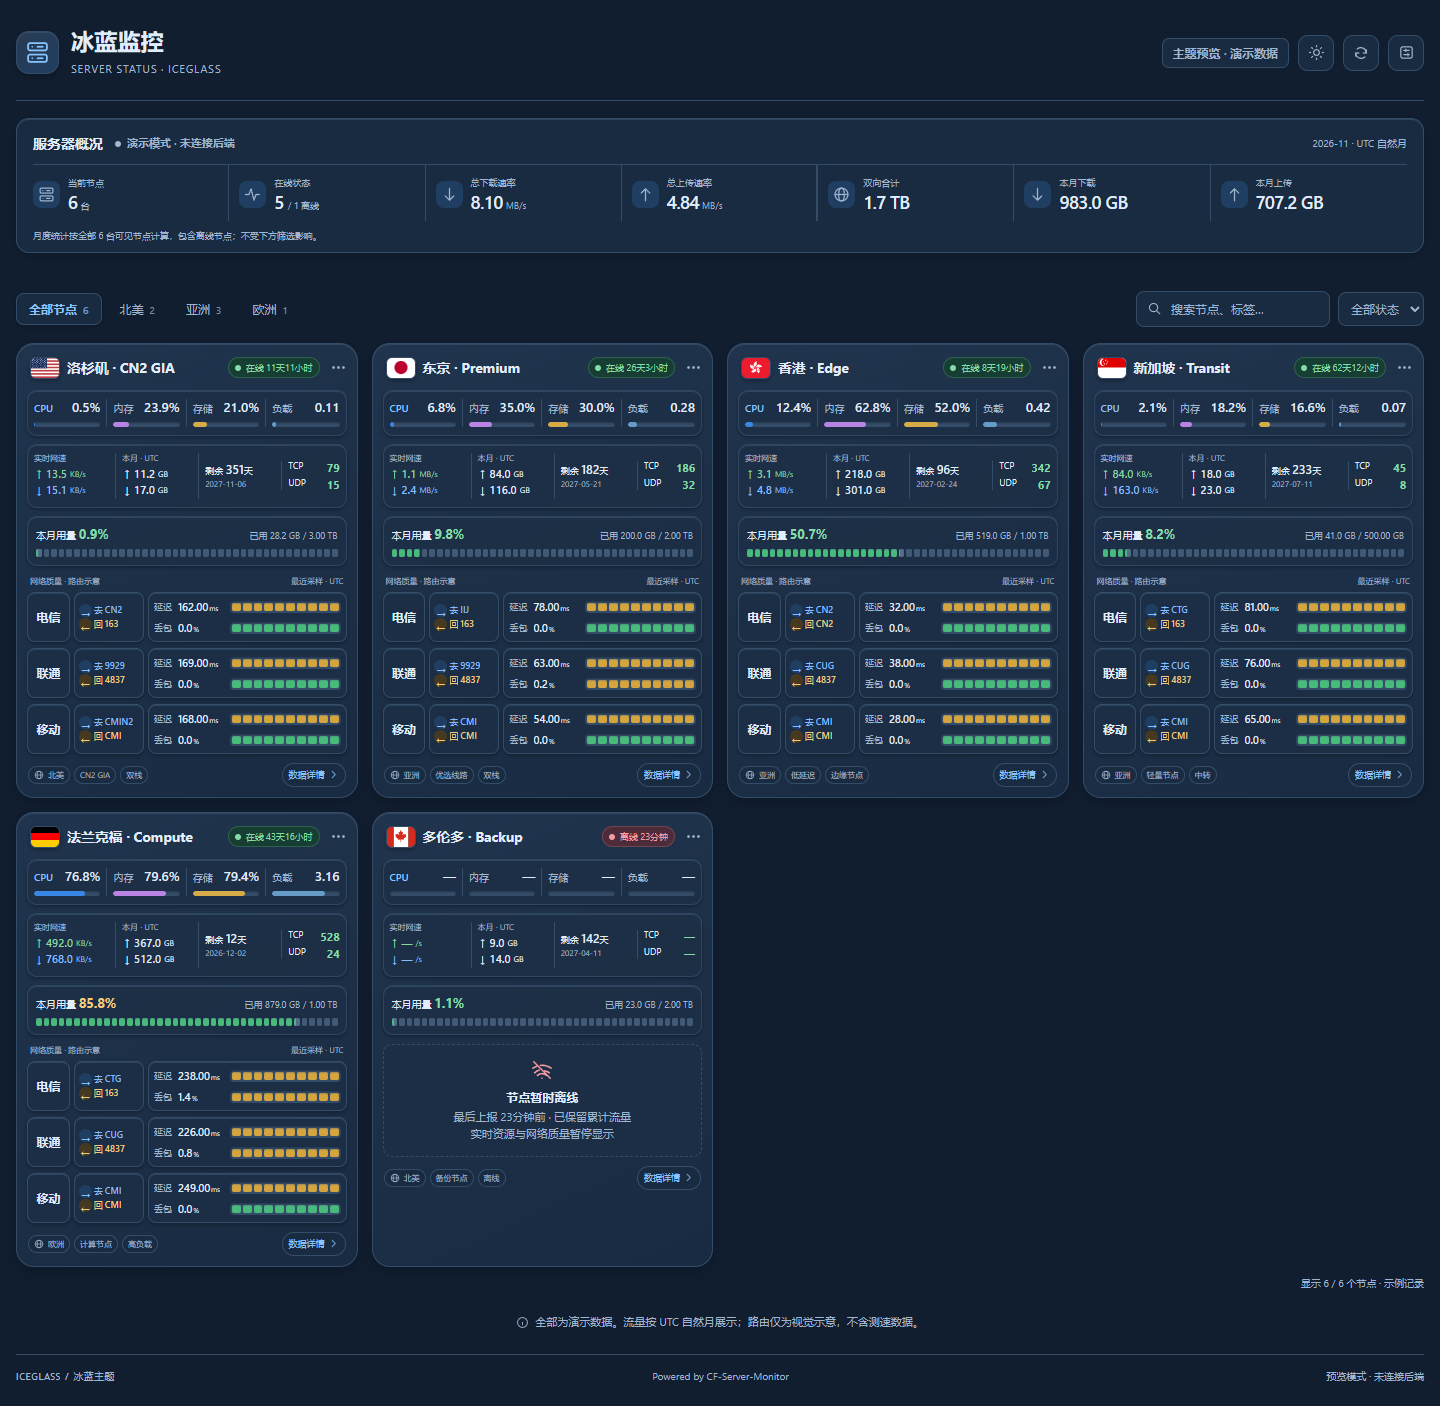 冰蓝监控
SERVER STATUS · ICEGLASS
主题预览 · 演示数据
服务器概况
演示模式 · 未连接后端
2026-11 · UTC 自然月
当前节点
6 台
在线状态
5 / 1 离线
总下载速率
8.10 MB/s
总上传速率
4.84 MB/s
双向合计
1.7 TB
本月下载
983.0 GB
本月上传
707.2 GB
月度统计按全部 6 台可见节点计算，包含离线节点；不受下方筛选影响。
全部节点 6
北美 2
亚洲 3
欧洲 1
搜索节点、标签...
全部状态
洛杉矶 · CN2 GIA
在线 11天11小时
CPU 0.5%
内存 23.9%
存储 21.0%
负载 0.11
实时网速
↑ 13.5 KB/s
↓ 15.1 KB/s
本月 · UTC
↑ 11.2 GB
↓ 17.0 GB
剩余 351天
2027-11-06
TCP 79
UDP 15
本月用量 0.9%
已用 28.2 GB / 3.00 TB
网络质量 · 路由示意
最近采样 · UTC
电信
→ 去 CN2
← 回 163
延迟 162.00ms
丢包 0.0%
联通
→ 去 9929
← 回 4837
延迟 169.00ms
丢包 0.0%
移动
→ 去 CMIN2
← 回 CMI
延迟 168.00ms
丢包 0.0%
北美
CN2 GIA
双栈
数据详情
东京 · Premium
在线 26天3小时
CPU 6.8%
内存 35.0%
存储 30.0%
负载 0.28
实时网速
↑ 1.1 MB/s
↓ 2.4 MB/s
本月 · UTC
↑ 84.0 GB
↓ 116.0 GB
剩余 182天
2027-05-21
TCP 186
UDP 32
本月用量 9.8%
已用 200.0 GB / 2.00 TB
网络质量 · 路由示意
最近采样 · UTC
电信
→ 去 IIJ
← 回 163
延迟 78.00ms
丢包 0.0%
联通
→ 去 9929
← 回 4837
延迟 63.00ms
丢包 0.2%
移动
→ 去 CMI
← 回 CMI
延迟 54.00ms
丢包 0.0%
亚洲
优选线路
双栈
数据详情
香港 · Edge
在线 8天19小时
CPU 12.4%
内存 62.8%
存储 52.0%
负载 0.42
实时网速
↑ 3.1 MB/s
↓ 4.8 MB/s
本月 · UTC
↑ 218.0 GB
↓ 301.0 GB
剩余 96天
2027-02-24
TCP 342
UDP 67
本月用量 50.7%
已用 519.0 GB / 1.00 TB
网络质量 · 路由示意
最近采样 · UTC
电信
→ 去 CN2
← 回 CN2
延迟 32.00ms
丢包 0.0%
联通
→ 去 CUG
← 回 4837
延迟 38.00ms
丢包 0.0%
移动
→ 去 CMI
← 回 CMI
延迟 28.00ms
丢包 0.0%
亚洲
低延迟
边缘节点
数据详情
新加坡 · Transit
在线 62天12小时
CPU 2.1%
内存 18.2%
存储 16.6%
负载 0.07
实时网速
↑ 84.0 KB/s
↓ 163.0 KB/s
本月 · UTC
↑ 18.0 GB
↓ 23.0 GB
剩余 233天
2027-07-11
TCP 45
UDP 8
本月用量 8.2%
已用 41.0 GB / 500.00 GB
网络质量 · 路由示意
最近采样 · UTC
电信
→ 去 CTG
← 回 163
延迟 81.00ms
丢包 0.0%
联通
→ 去 CUG
← 回 4837
延迟 76.00ms
丢包 0.0%
移动
→ 去 CMI
← 回 CMI
延迟 65.00ms
丢包 0.0%
亚洲
轻量节点
中转
数据详情
法兰克福 · Compute
在线 43天16小时
CPU 76.8%
内存 79.6%
存储 79.4%
负载 3.16
实时网速
↑ 492.0 KB/s
↓ 768.0 KB/s
本月 · UTC
↑ 367.0 GB
↓ 512.0 GB
剩余 12天
2026-12-02
TCP 528
UDP 24
本月用量 85.8%
已用 879.0 GB / 1.00 TB
网络质量 · 路由示意
最近采样 · UTC
电信
→ 去 CTG
← 回 163
延迟 238.00ms
丢包 1.4%
联通
→ 去 CUG
← 回 4837
延迟 226.00ms
丢包 0.8%
移动
→ 去 CMI
← 回 CMI
延迟 249.00ms
丢包 0.0%
欧洲
计算节点
高负载
数据详情
多伦多 · Backup
离线 23分钟
CPU —
内存 —
存储 —
负载 —
实时网速
↑ — /s
↓ — /s
本月 · UTC
↑ 9.0 GB
↓ 14.0 GB
剩余 142天
2027-04-11
TCP —
UDP —
本月用量 1.1%
已用 23.0 GB / 2.00 TB
节点暂时离线
最后上报 23分钟前 · 已保留累计流量
实时资源与网络质量暂停显示
北美
备份节点
离线
数据详情
显示 6 / 6 个节点 · 示例记录
全部为演示数据。流量按 UTC 自然月展示；路由仅为视觉示意，不含测速数据。
ICEGLASS / 冰蓝主题
Powered by CF-Server-Monitor
预览模式 · 未连接后端